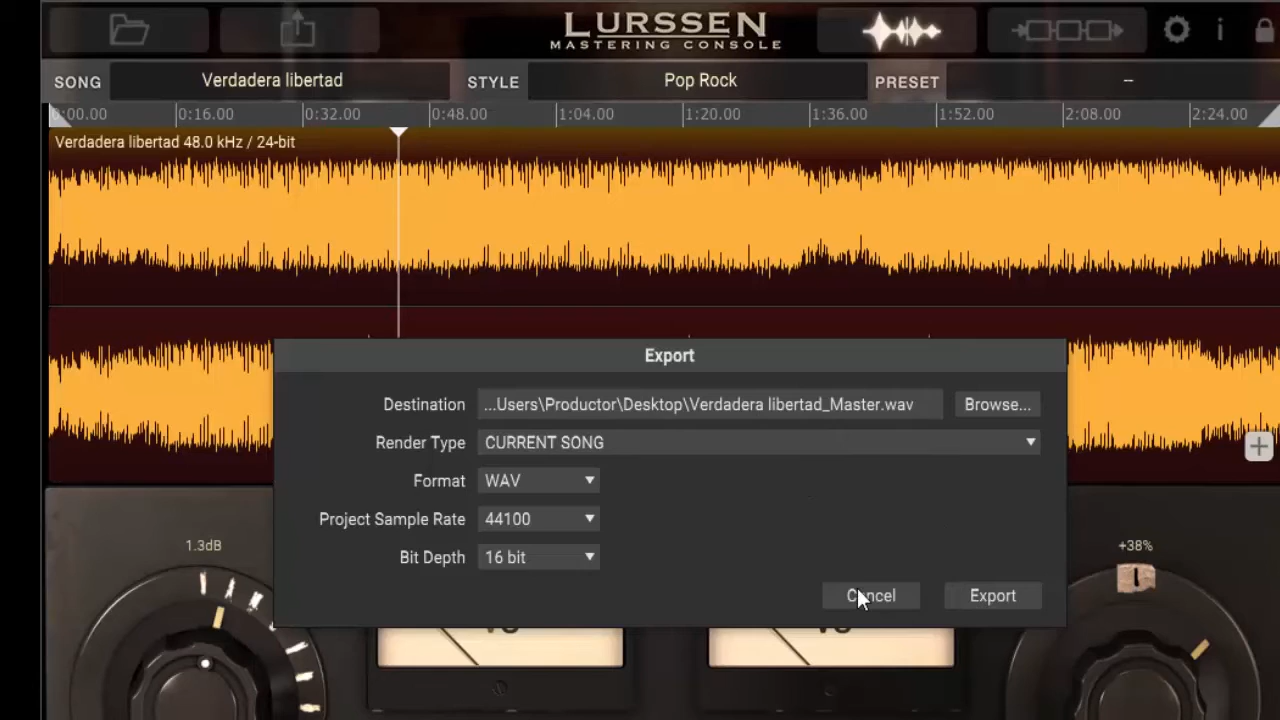 LURSSEN
MASTERING CONSOLE
SONG Verdadera libertad STYLE Pop Rock PRESET –
0:00.00 0:16.00 0:32.00 0:48.00 1:04.00 1:20.00 1:36.00 1:52.00 2:08.00 2:24.00
Verdadera libertad 48.0 kHz / 24-bit
Export
Destination ...Users\Productor\Desktop\Verdadera libertad_Master.wav Browse...
Render Type CURRENT SONG
Format WAV
Project Sample Rate 44100
1.3dB
+38%
Bit Depth 16 bit
Cancel Export